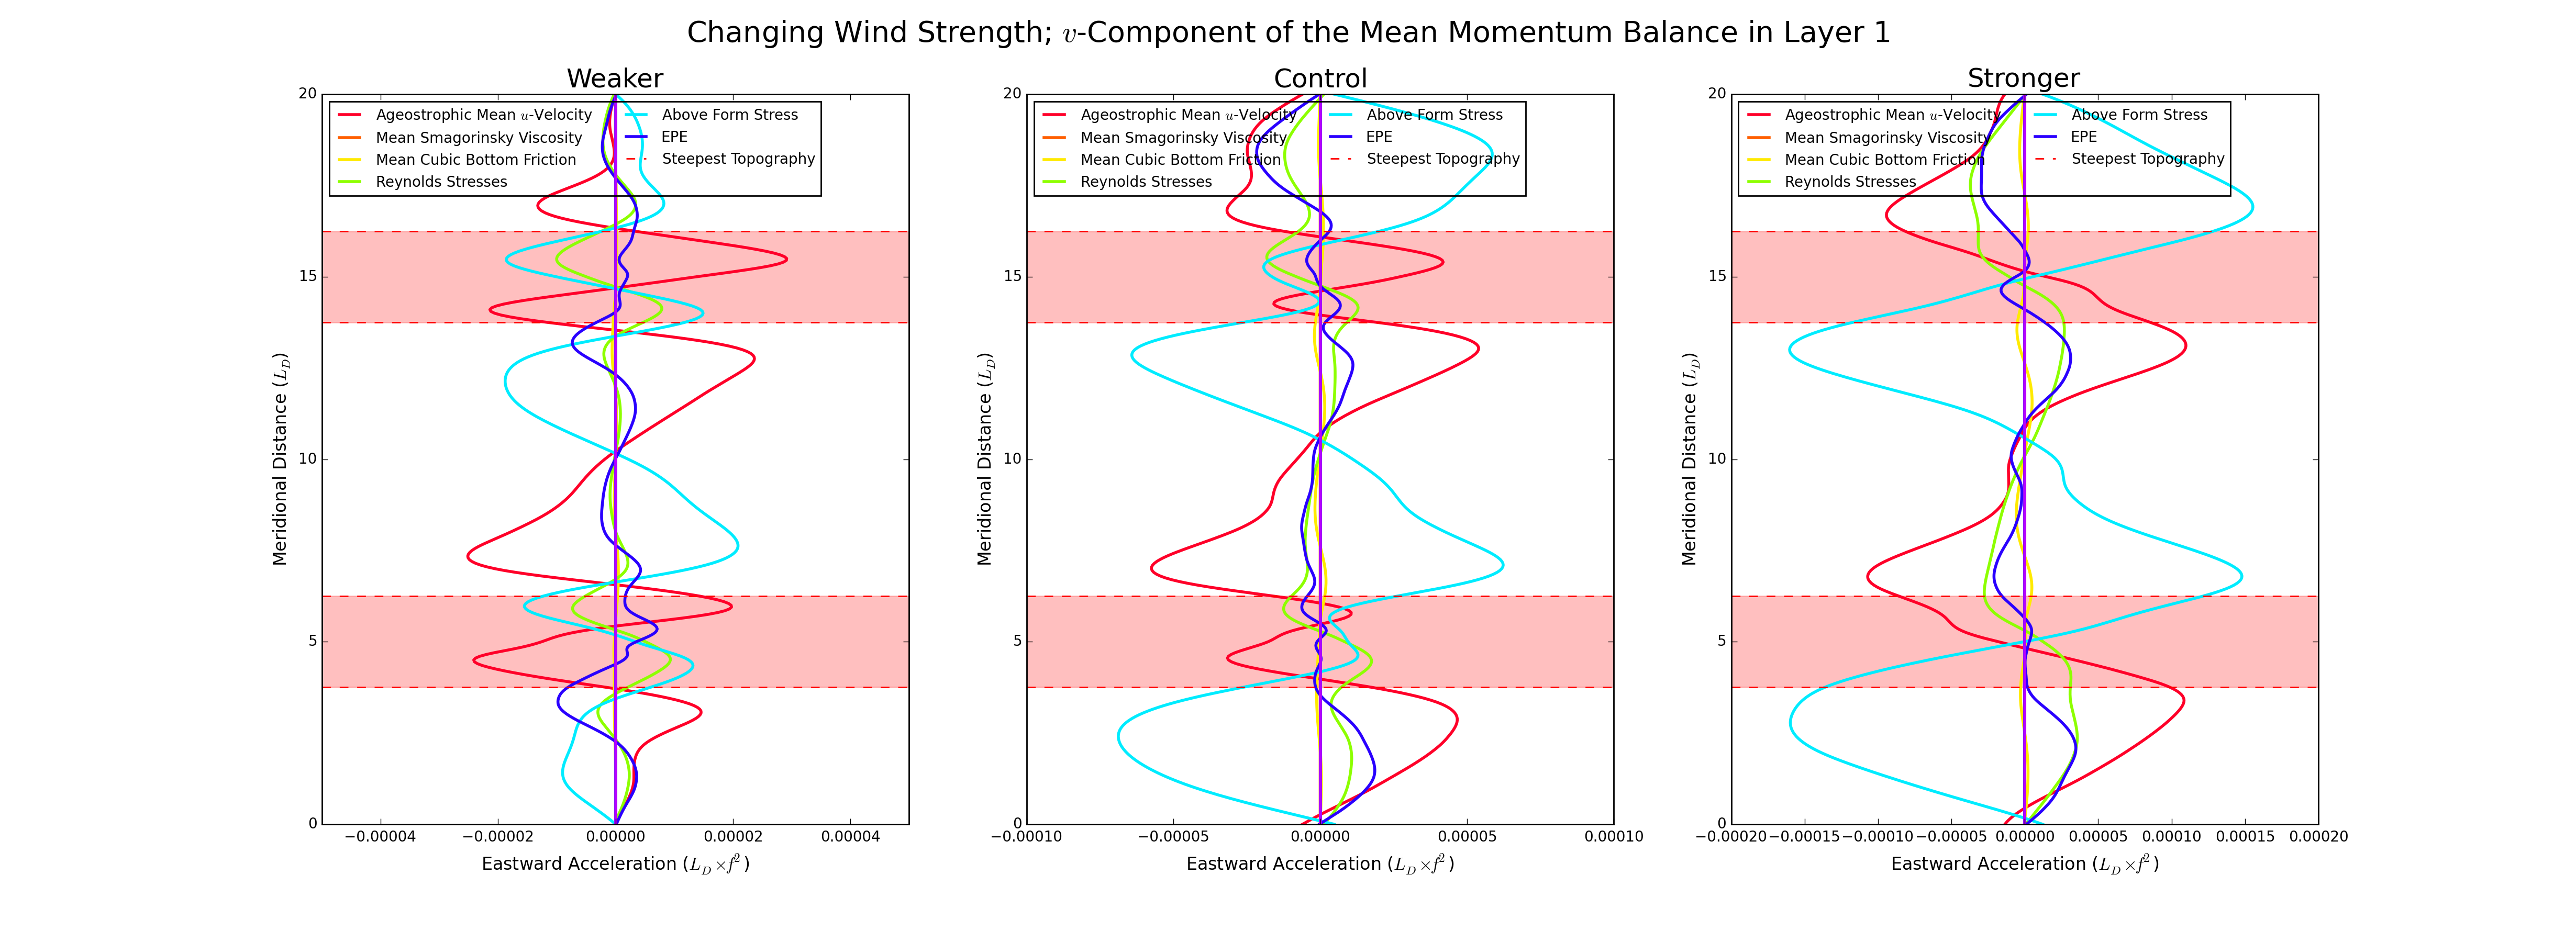 Changing Wind Strength; v-Component of the Mean Momentum Balance in Layer 1
Weaker
Ageostrophic Mean u-Velocity
Mean Smagorinsky Viscosity
Mean Cubic Bottom Friction
Reynolds Stresses
Above Form Stress
EPE
Steepest Topography
20
15
10
5
0
Meridional Distance (L_D)
−0.00004 −0.00002 0.00000 0.00002 0.00004
Eastward Acceleration (L_D×f²)
Control
Ageostrophic Mean u-Velocity
Mean Smagorinsky Viscosity
Mean Cubic Bottom Friction
Reynolds Stresses
Above Form Stress
EPE
Steepest Topography
20
15
10
5
0
Meridional Distance (L_D)
−0.00010 −0.00005 0.00000 0.00005 0.00010
Eastward Acceleration (L_D×f²)
Stronger
Ageostrophic Mean u-Velocity
Mean Smagorinsky Viscosity
Mean Cubic Bottom Friction
Reynolds Stresses
Above Form Stress
EPE
Steepest Topography
20
15
10
5
0
Meridional Distance (L_D)
−0.00020 −0.00015 −0.00010 −0.00005 0.00000 0.00005 0.00010 0.00015 0.00020
Eastward Acceleration (L_D×f²)